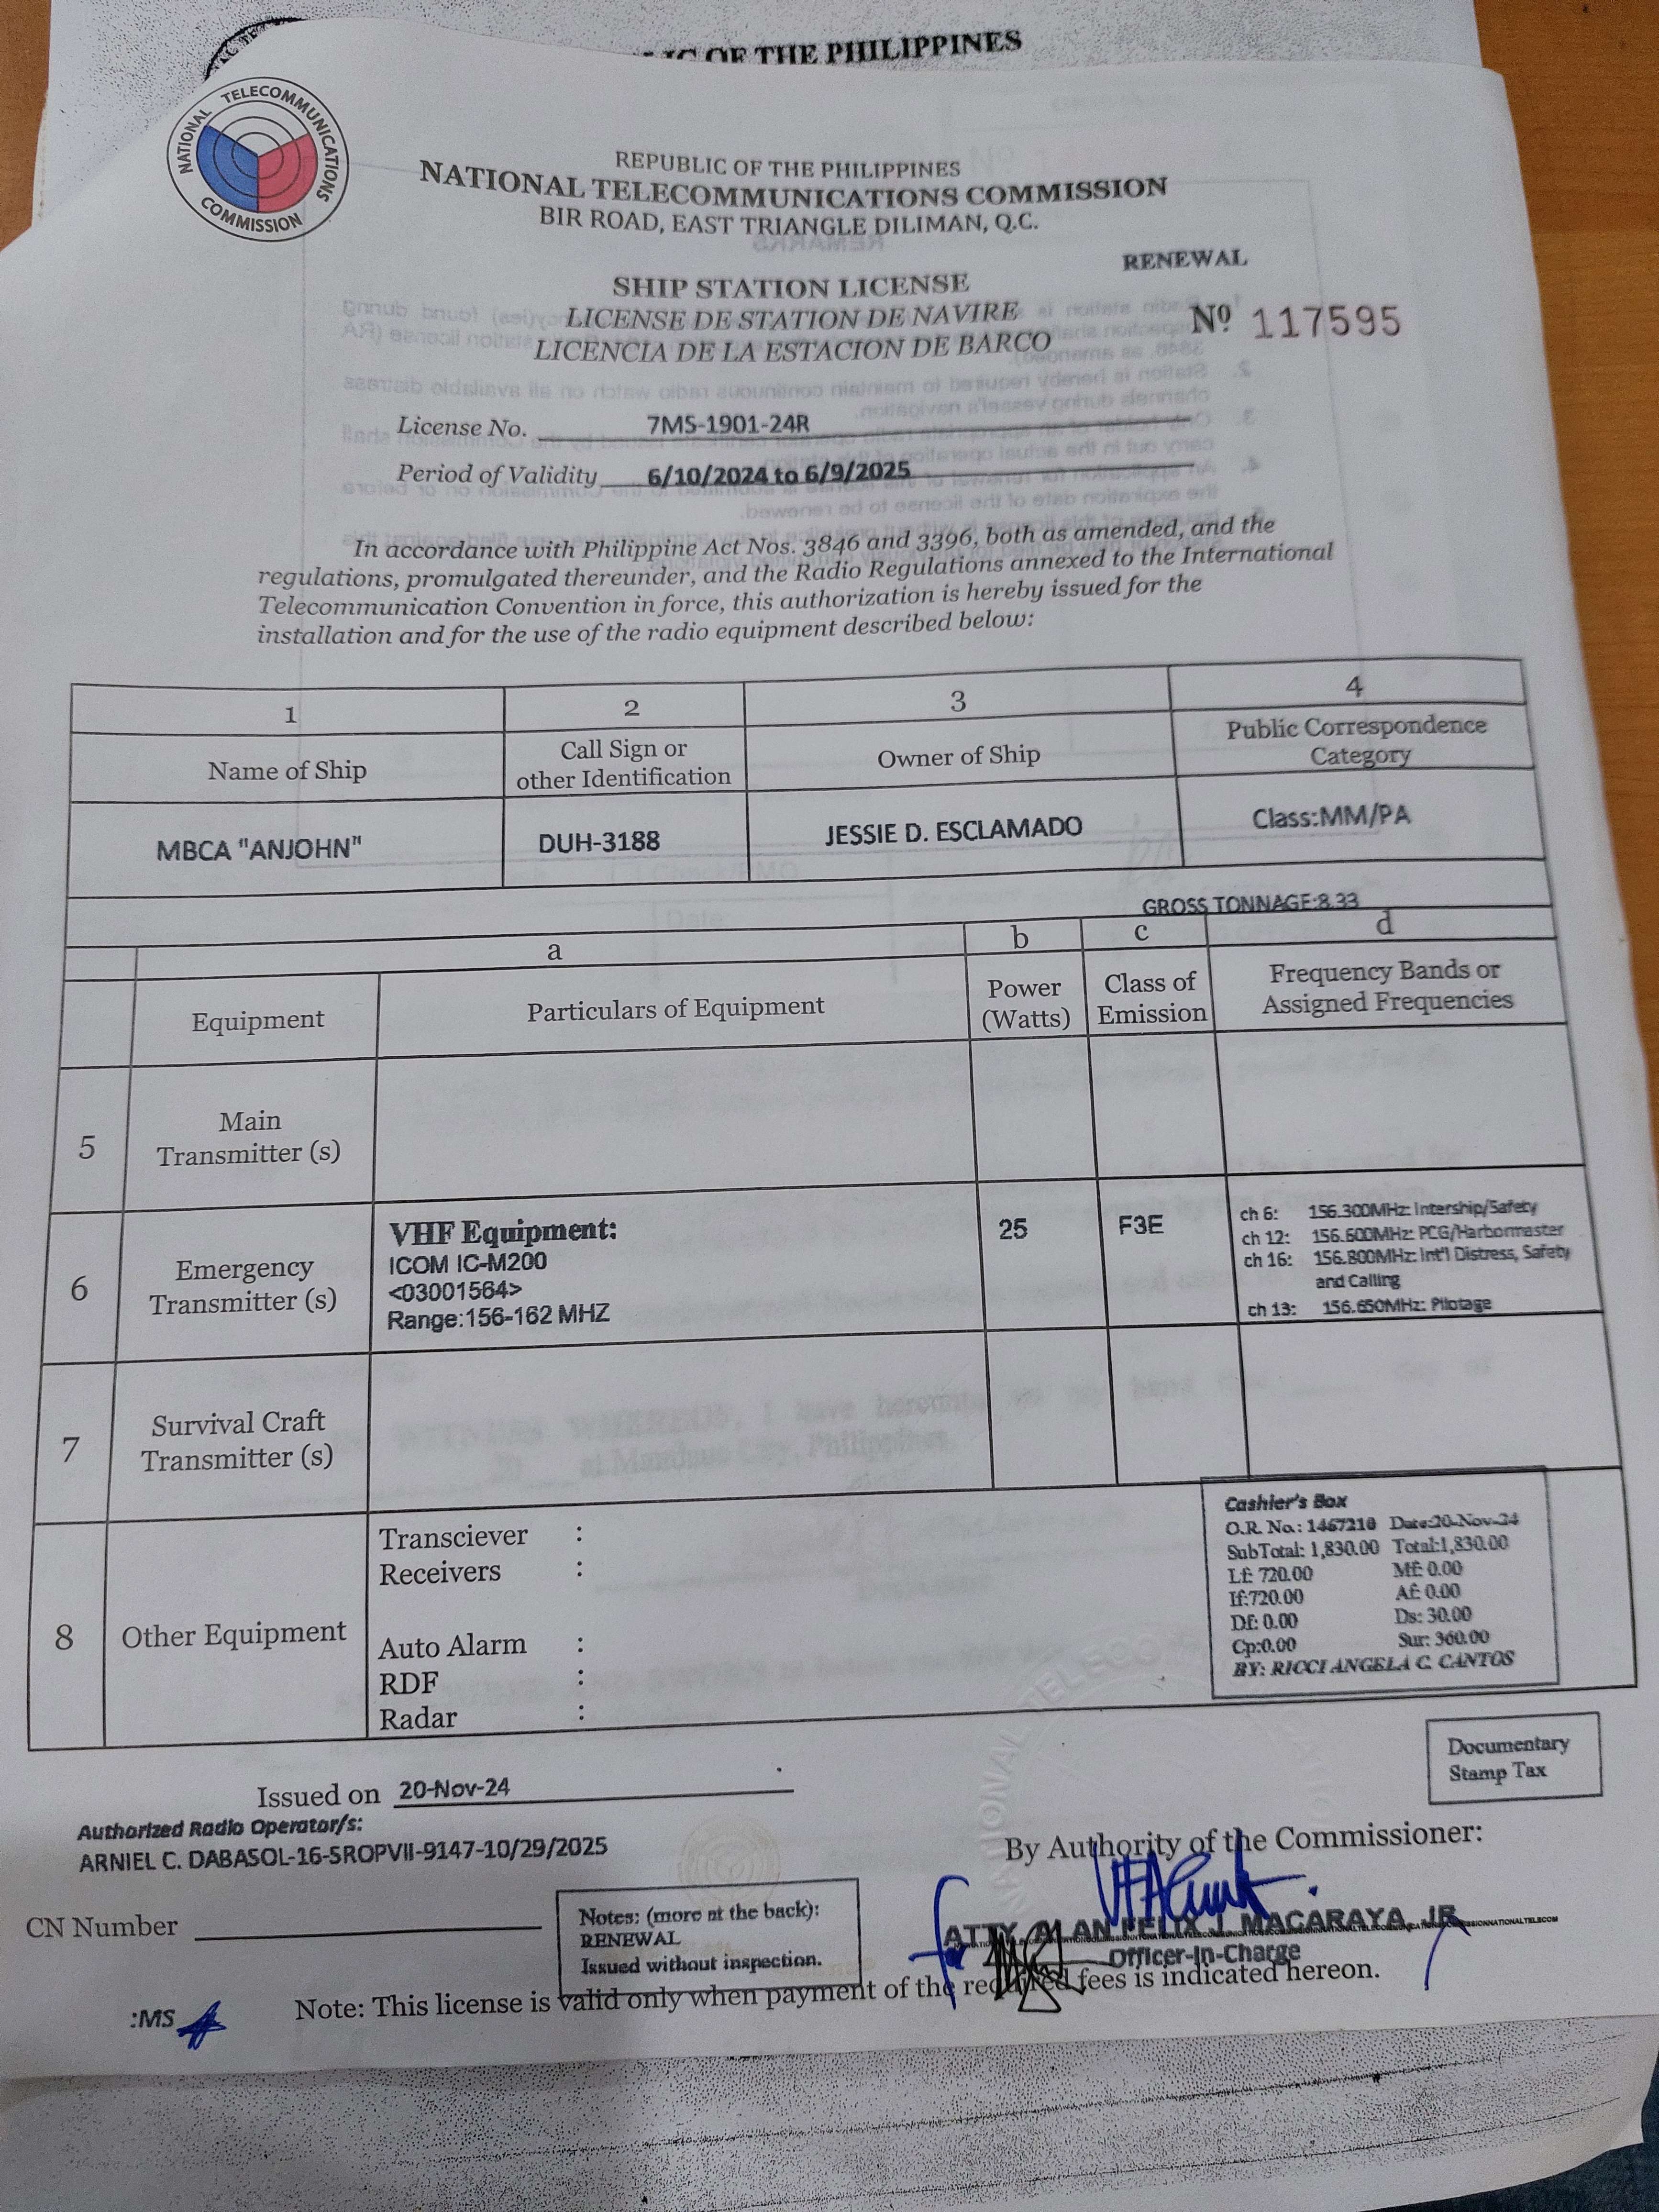 IC OF THE PHILIPPINES
NATIONAL TELECOMMUNICATIONS COMMISSION
REPUBLIC OF THE PHILIPPINES
NATIONAL TELECOMMUNICATIONS COMMISSION
BIR ROAD, EAST TRIANGLE DILIMAN, Q.C.
RENEWAL
SHIP STATION LICENSE
LICENSE DE STATION DE NAVIRE
Nº 117595
LICENCIA DE LA ESTACION DE BARCO
License No. 7MS-1901-24R
Period of Validity 6/10/2024 to 6/9/2025
In accordance with Philippine Act Nos. 3846 and 3396, both as amended, and the
regulations, promulgated thereunder, and the Radio Regulations annexed to the International
Telecommunication Convention in force, this authorization is hereby issued for the
installation and for the use of the radio equipment described below:
1 2 3 4
Name of Ship
Call Sign or
other Identification
Owner of Ship
Public Correspondence
Category
MBCA "ANJOHN" DUH-3188 JESSIE D. ESCLAMADO Class:MM/PA
GROSS TONNAGE:8.33
a b c d
Equipment
Particulars of Equipment
Power
(Watts)
Class of
Emission
Frequency Bands or
Assigned Frequencies
5
Main
Transmitter (s)
6
Emergency
Transmitter (s)
VHF Equipment:
ICOM IC-M200
<03001564>
Range:156-162 MHZ
25
F3E
ch 6: 156.300MHz: Intership/Safety
ch 12: 156.600MHz: PCG/Harbormaster
ch 16: 156.800MHz: Int'l Distress, Safety
and Calling
ch 13: 156.650MHz: Pilotage
7
Survival Craft
Transmitter (s)
8
Other Equipment
Transciever :
Receivers :
Auto Alarm :
RDF :
Radar :
Cashier's Box
O.R. No.: 1467210 Date:20-Nov-24
SubTotal: 1,830.00 Total:1,830.00
Lf: 720.00 Mf: 0.00
If:720.00 Af: 0.00
Df: 0.00 Ds: 30.00
Cp:0.00 Sur: 360.00
BY: RICCI ANGELA C. CANTOS
Documentary
Stamp Tax
Issued on 20-Nov-24
Authorized Radio Operator/s:
ARNIEL C. DABASOL-16-SROPVII-9147-10/29/2025
By Authority of the Commissioner:
CN Number
Notes: (more at the back):
RENEWAL
Issued without inspection.
for ATTY. ALAN FELIX J. MACARAYA, JR
Officer-In-Charge
Note: This license is valid only when payment of the required fees is indicated hereon.
:MS